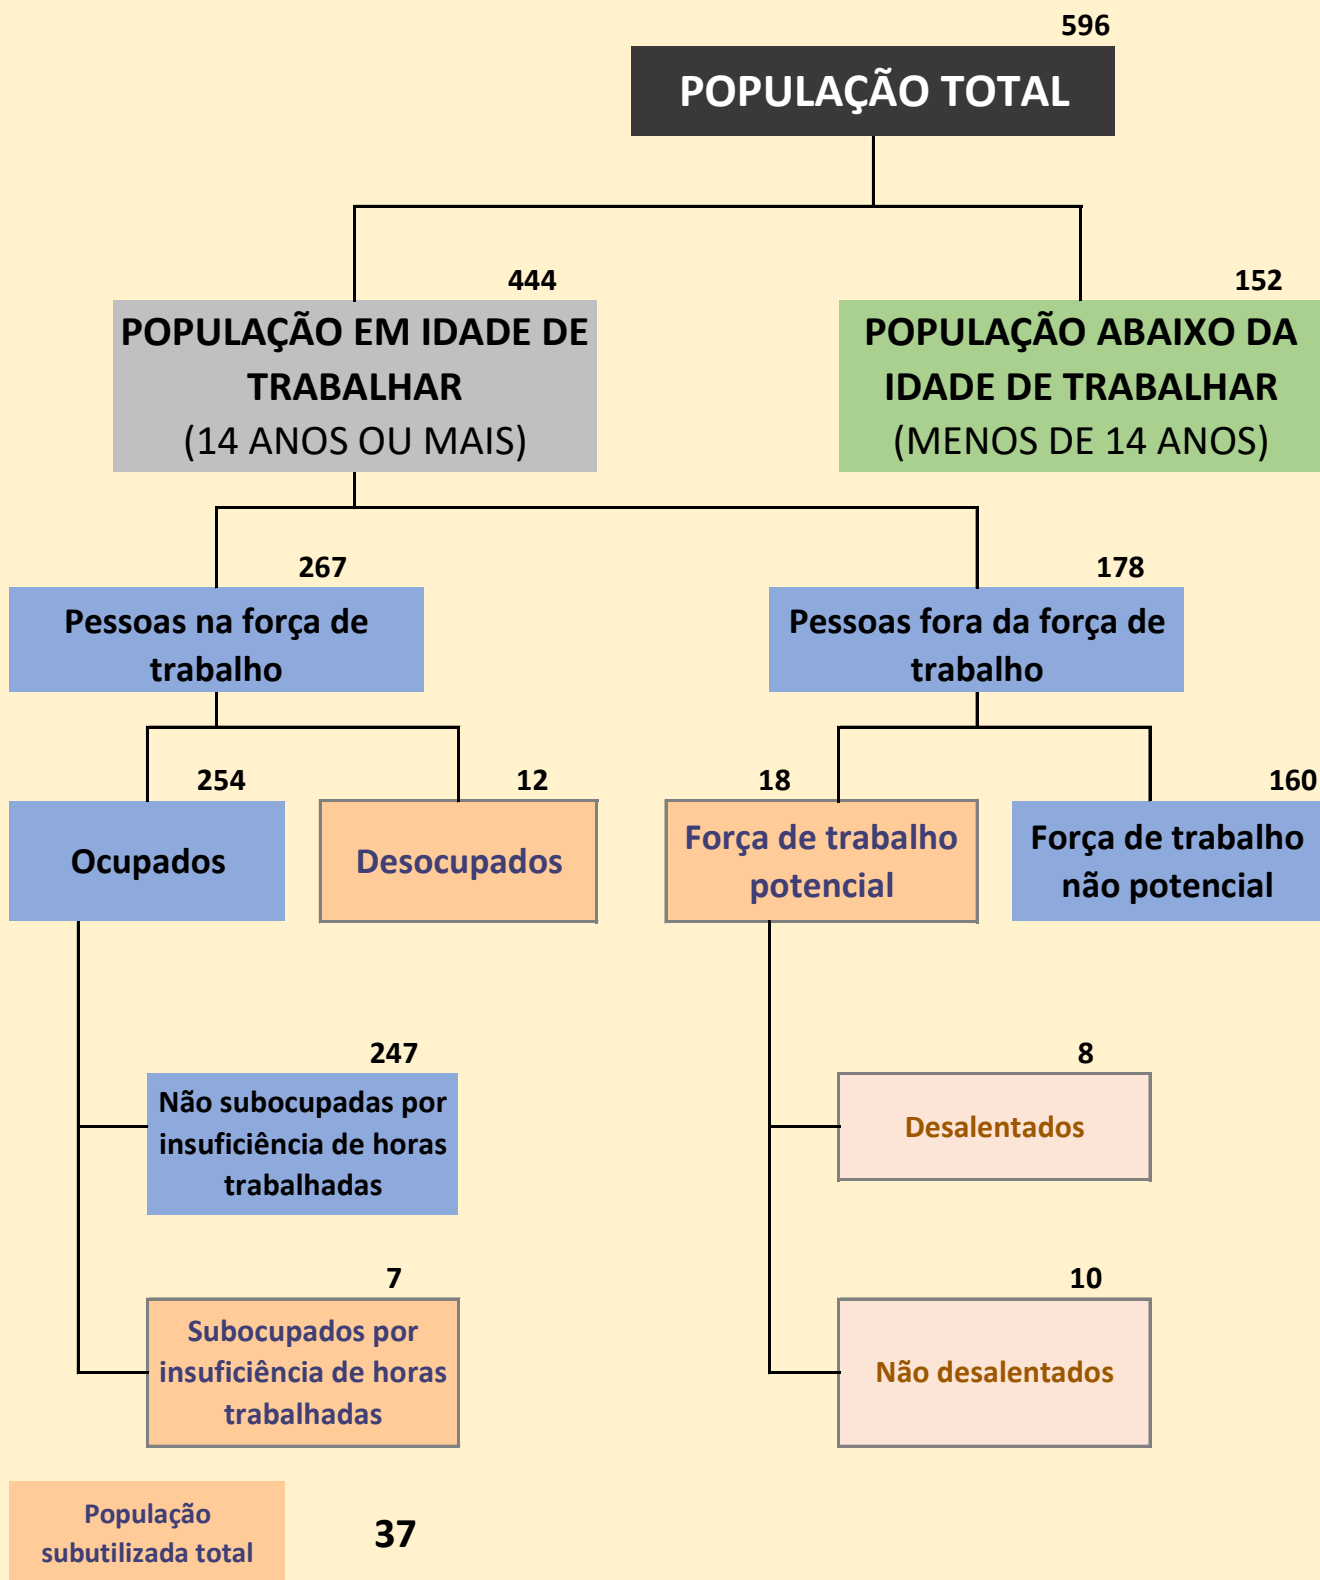 596
POPULAÇÃO TOTAL
444
POPULAÇÃO EM IDADE DE
TRABALHAR
(14 ANOS OU MAIS)
152
POPULAÇÃO ABAIXO DA
IDADE DE TRABALHAR
(MENOS DE 14 ANOS)
267
Pessoas na força de
trabalho
178
Pessoas fora da força de
trabalho
254
Ocupados
12
Desocupados
18
Força de trabalho
potencial
160
Força de trabalho
não potencial
247
Não subocupadas por
insuficiência de horas
trabalhadas
8
Desalentados
7
Subocupados por
insuficiência de horas
trabalhadas
10
Não desalentados
População
subutilizada total
37